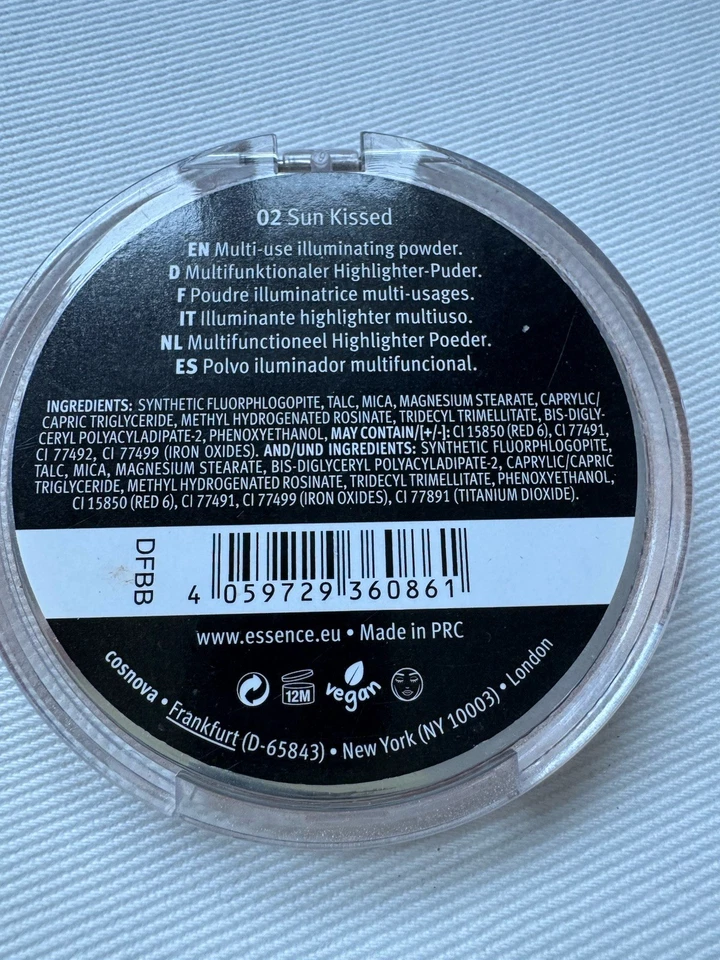 02 Sun Kissed
EN Multi-use illuminating powder.
D Multifunktionaler Highlighter-Puder.
F Poudre illuminatrice multi-usages.
IT Illuminante highlighter multiuso.
NL Multifunctioneel Highlighter Poeder.
ES Polvo iluminador multifuncional.
INGREDIENTS: SYNTHETIC FLUORPHLOGOPITE, TALC, MICA, MAGNESIUM STEARATE, CAPRYLIC/
CAPRIC TRIGLYCERIDE, METHYL HYDROGENATED ROSINATE, TRIDECYL TRIMELLITATE, BIS-DIGLY-
CERYL POLYACYLADIPATE-2, PHENOXYETHANOL, MAY CONTAIN/[+/-]: CI 15850 (RED 6), CI 77491,
CI 77492, CI 77499 (IRON OXIDES). AND/UND INGREDIENTS: SYNTHETIC FLUORPHLOGOPITE,
TALC, MICA, MAGNESIUM STEARATE, BIS-DIGLYCERYL POLYACYLADIPATE-2, CAPRYLIC/CAPRIC
TRIGLYCERIDE, METHYL HYDROGENATED ROSINATE, TRIDECYL TRIMELLITATE, PHENOXYETHANOL,
CI 15850 (RED 6), CI 77491, CI 77499 (IRON OXIDES), CI 77891 (TITANIUM DIOXIDE).
DFBB
4 059729 360861
www.essence.eu • Made in PRC
12M
vegan
cosnova • Frankfurt (D-65843) • New York (NY 10003) • London